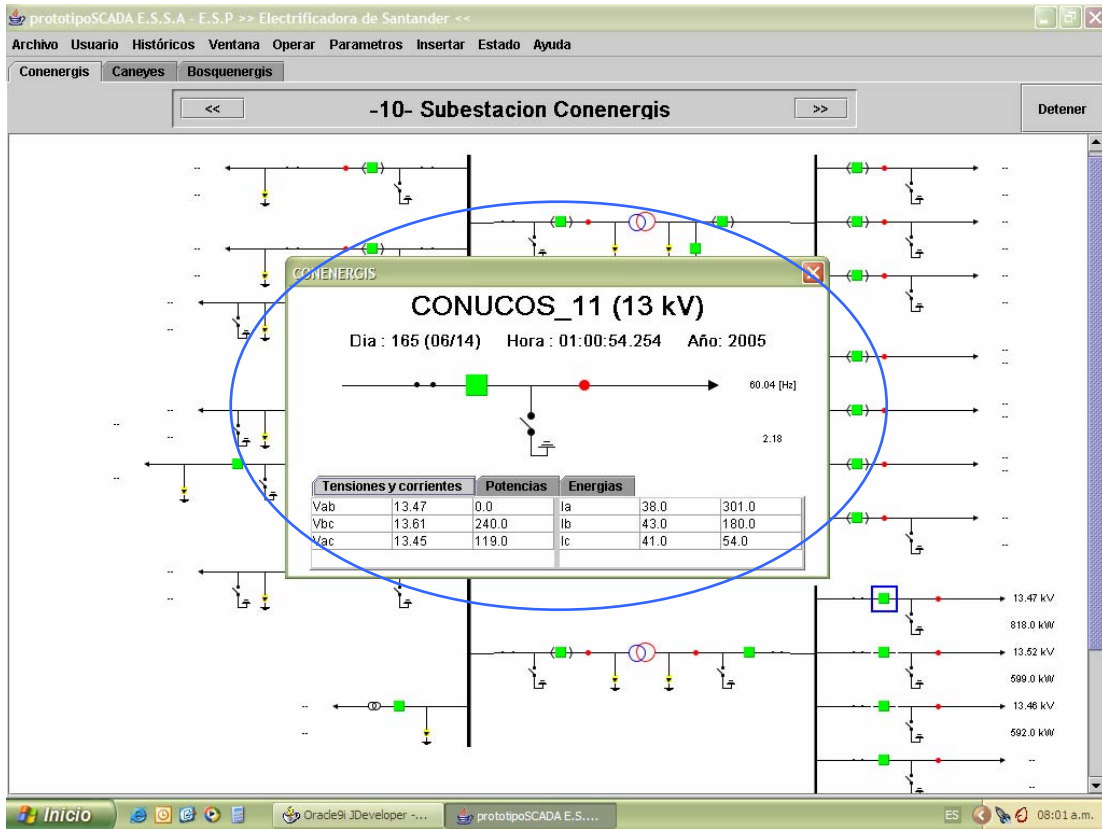 prototipoSCADA E.S.S.A - E.S.P >> Electrificadora de Santander <<
Archivo Usuario Históricos Ventana Operar Parametros Insertar Estado Ayuda
Conenergis Caneyes Bosquenergis
<< -10- Subestacion Conenergis >> Detener
CONENERGIS
CONUCOS_11 (13 kV)
Dia : 165 (06/14) Hora : 01:00:54.254 Año: 2005
60.04 [Hz]
2.18
Tensiones y corrientes Potencias Energias
Vab 13.47 0.0 Ia 38.0 301.0
Vbc 13.61 240.0 Ib 43.0 180.0
Vac 13.45 119.0 Ic 41.0 54.0
13.47 kV
818.0 kW
13.52 kV
599.0 kW
13.46 kV
592.0 kW
Inicio Oracle9i JDeveloper -... prototipoSCADA E.S.... ES 08:01 a.m.